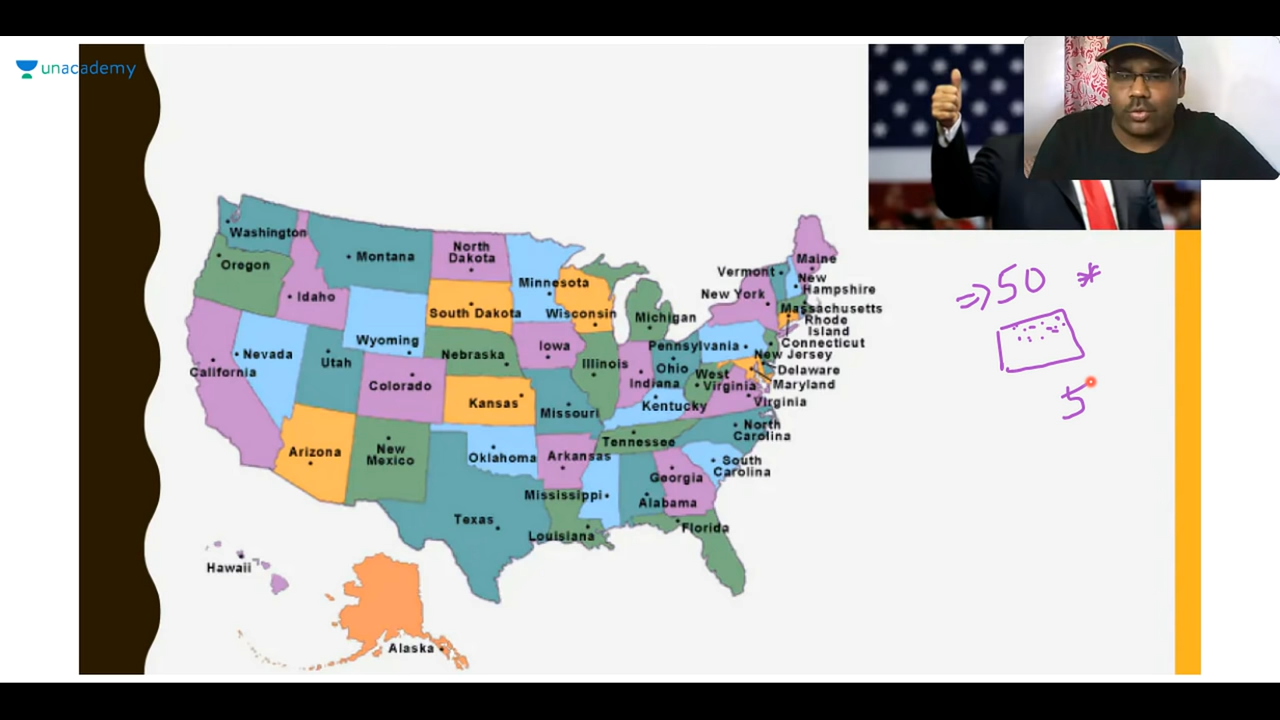 unacademy
Washington
Oregon
Montana
Idaho
North
Dakota
South Dakota
Minnesota
Wisconsin
Michigan
Wyoming
Nevada
Utah
California
Colorado
Nebraska
Iowa
Illinois
Indiana
Ohio
Pennsylvania
New York
Vermont
Maine
New
Hampshire
Massachusetts
Rhode
Island
Connecticut
New Jersey
Delaware
Maryland
West
Virginia
Virginia
Kansas
Missouri
Kentucky
Arizona
New
Mexico
Oklahoma
Arkansas
Tennessee
North
Carolina
South
Carolina
Georgia
Alabama
Mississippi
Texas
Louisiana
Florida
Hawaii
Alaska
=>50 *
5